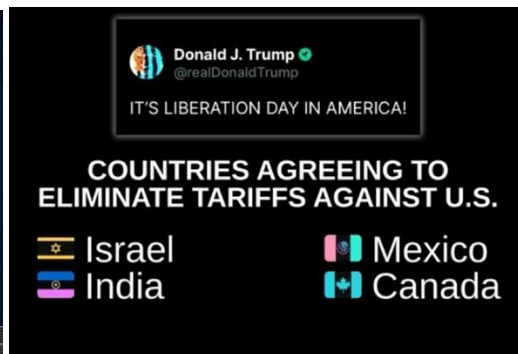 Donald J. Trump
@realDonaldTrump
IT'S LIBERATION DAY IN AMERICA!
COUNTRIES AGREEING TO
ELIMINATE TARIFFS AGAINST U.S.
Israel Mexico
India Canada